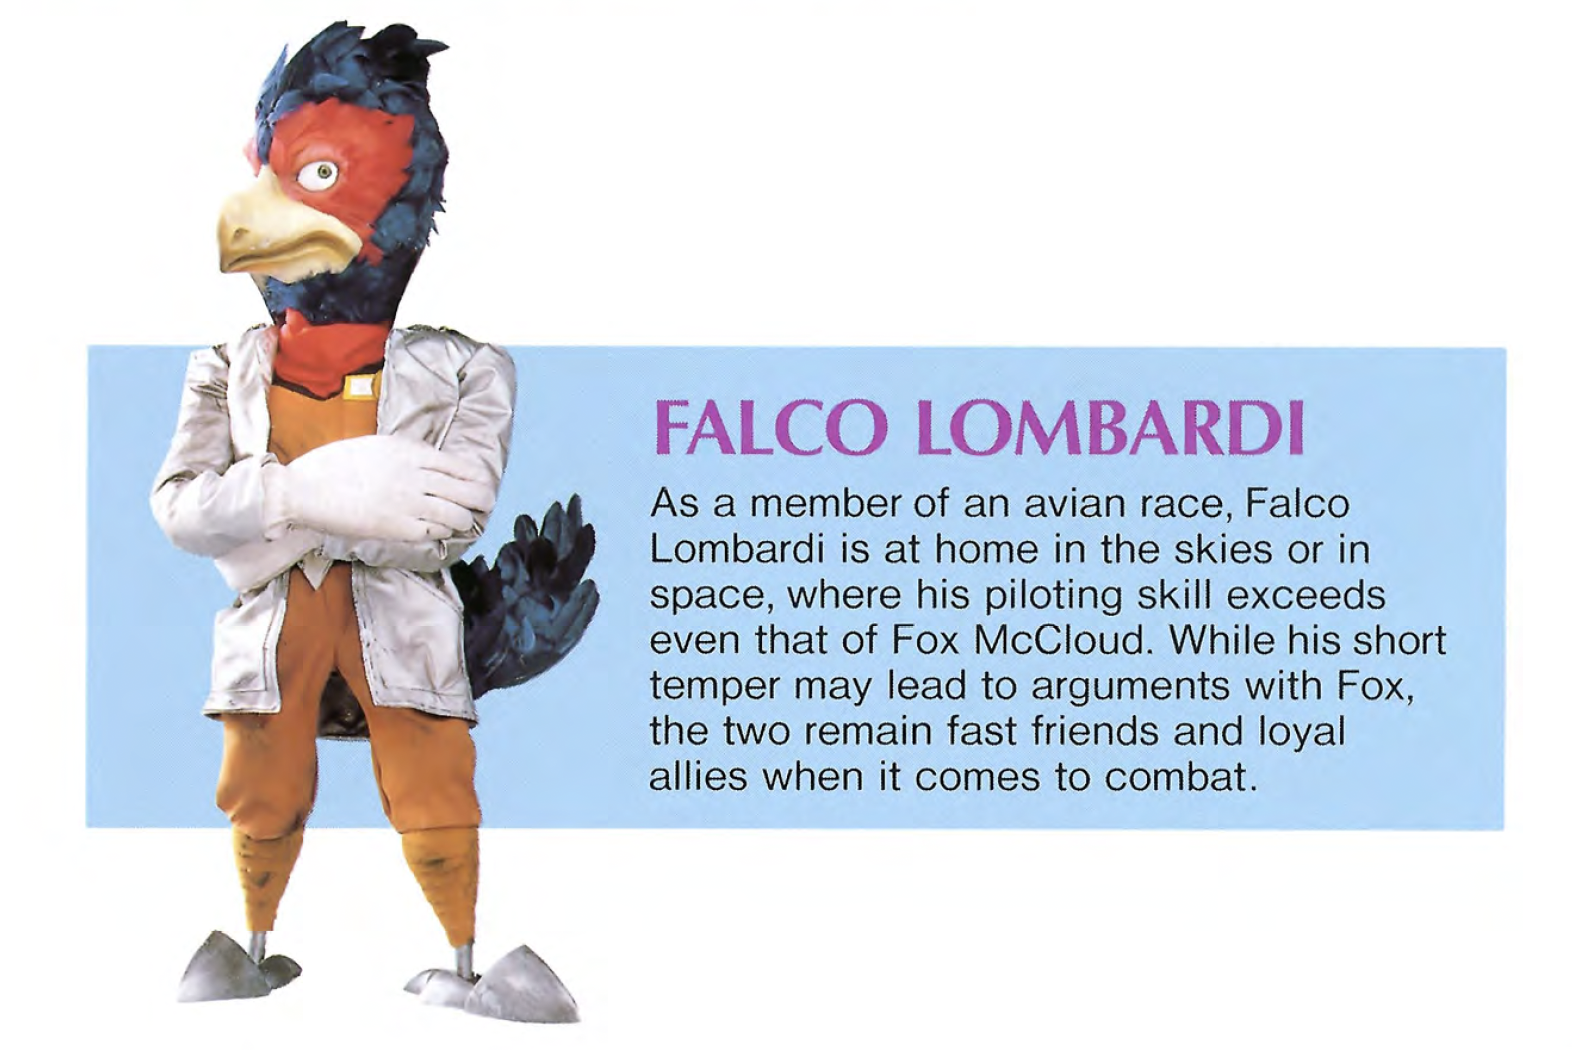 FALCO LOMBARDI
As a member of an avian race, Falco
Lombardi is at home in the skies or in
space, where his piloting skill exceeds
even that of Fox McCloud. While his short
temper may lead to arguments with Fox,
the two remain fast friends and loyal
allies when it comes to combat.